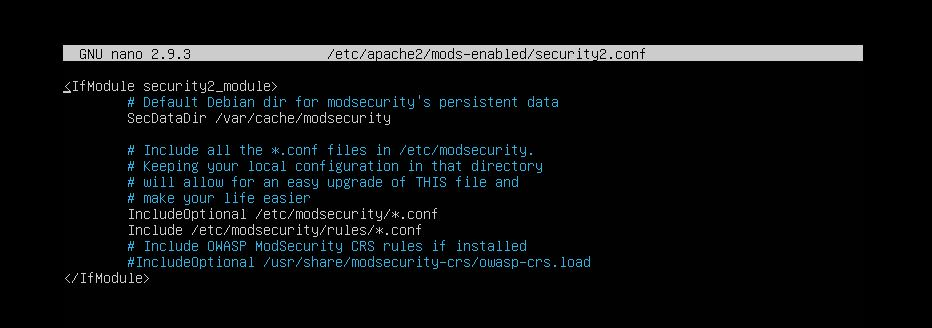 GNU nano 2.9.3 /etc/apache2/mods-enabled/security2.conf
<IfModule security2_module>
# Default Debian dir for modsecurity's persistent data
SecDataDir /var/cache/modsecurity
# Include all the *.conf files in /etc/modsecurity.
# Keeping your local configuration in that directory
# will allow for an easy upgrade of THIS file and
# make your life easier
IncludeOptional /etc/modsecurity/*.conf
Include /etc/modsecurity/rules/*.conf
# Include OWASP ModSecurity CRS rules if installed
#IncludeOptional /usr/share/modsecurity-crs/owasp-crs.load
</IfModule>